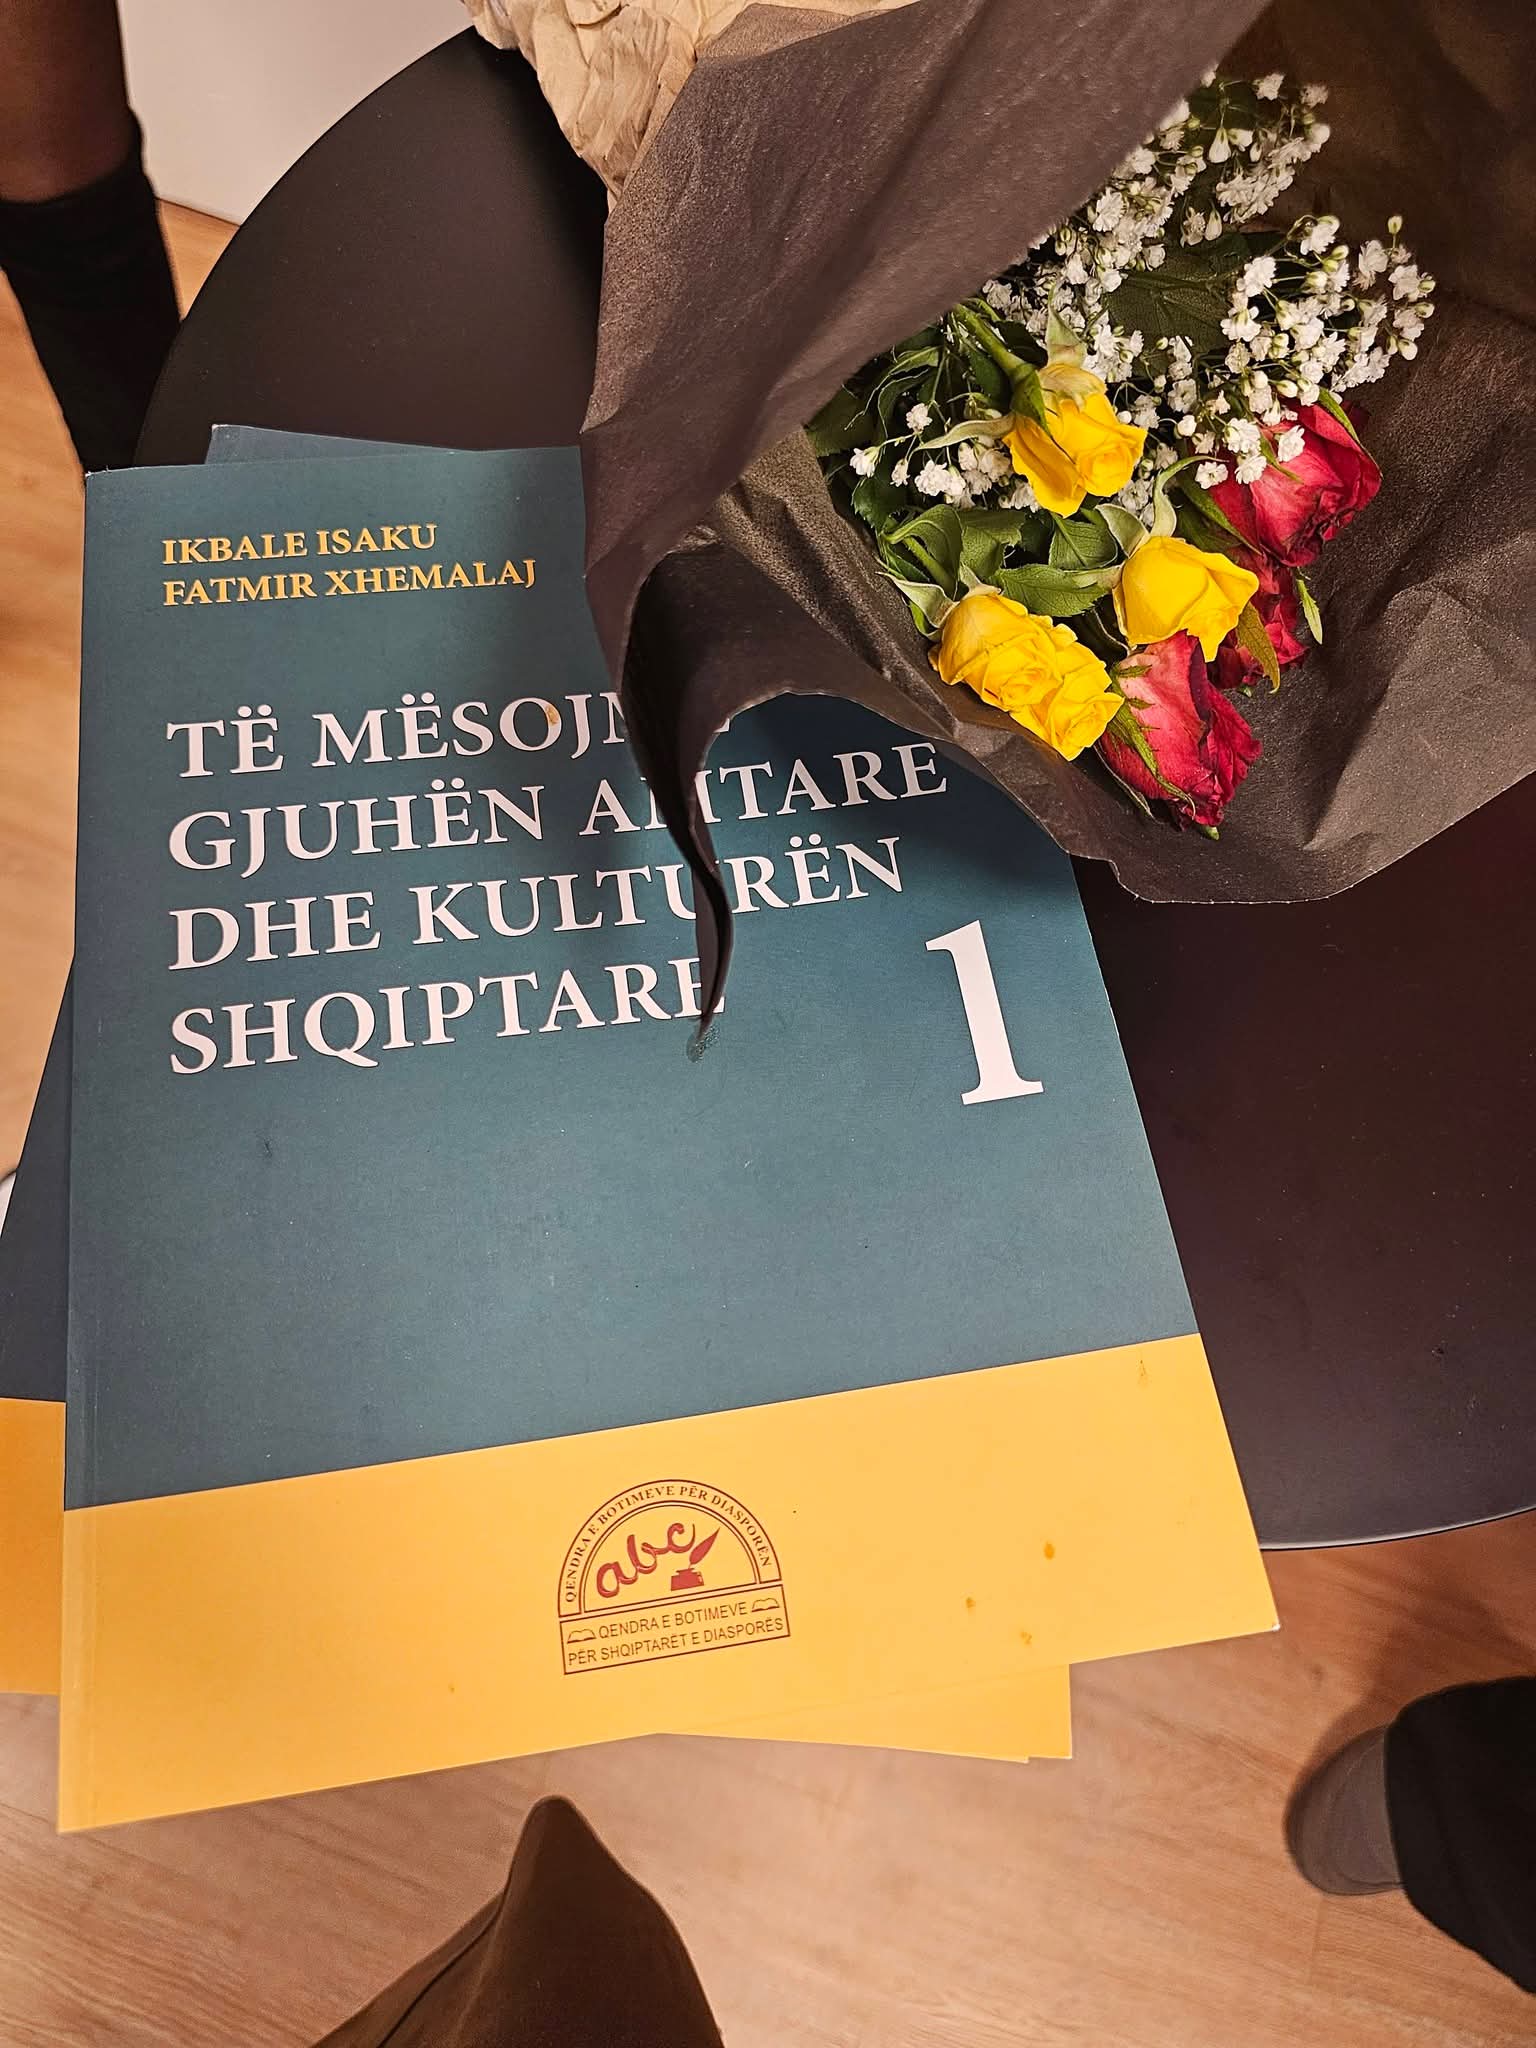 IKBALE ISAKU
FATMIR XHEMALAJ
TË MËSOJMË
GJUHËN AMTARE
DHE KULTURËN
SHQIPTARE
1
QENDRA E BOTIMEVE PËR DIASPORËN
abc
QENDRA E BOTIMEVE
PËR SHQIPTARËT E DIASPORËS